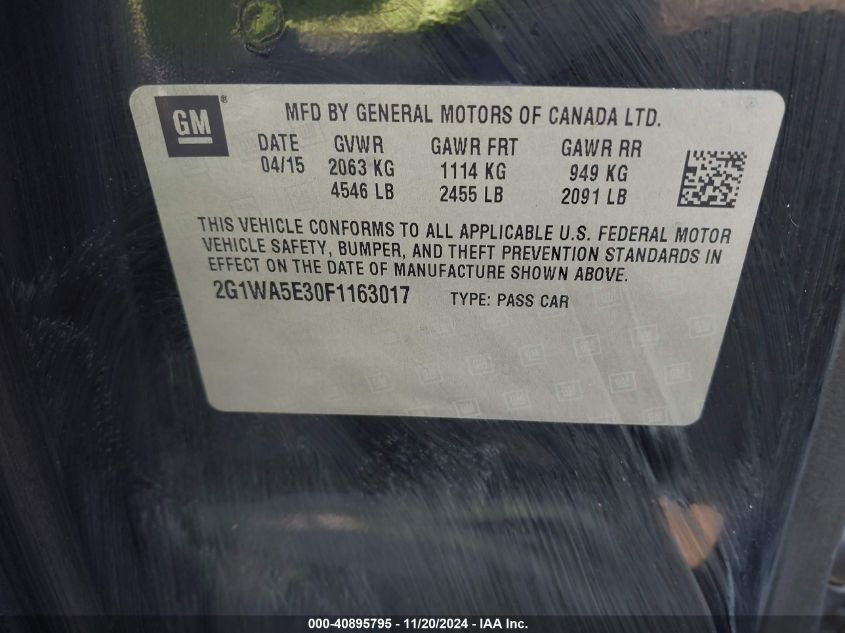 GM®
MFD BY GENERAL MOTORS OF CANADA LTD.
DATE GVWR GAWR FRT GAWR RR
04/15 2063 KG 1114 KG 949 KG
4546 LB 2455 LB 2091 LB
THIS VEHICLE CONFORMS TO ALL APPLICABLE U.S. FEDERAL MOTOR
VEHICLE SAFETY, BUMPER, AND THEFT PREVENTION STANDARDS IN
EFFECT ON THE DATE OF MANUFACTURE SHOWN ABOVE.
2G1WA5E30F1163017 TYPE: PASS CAR
000-40895795 - 11/20/2024 - IAA Inc.